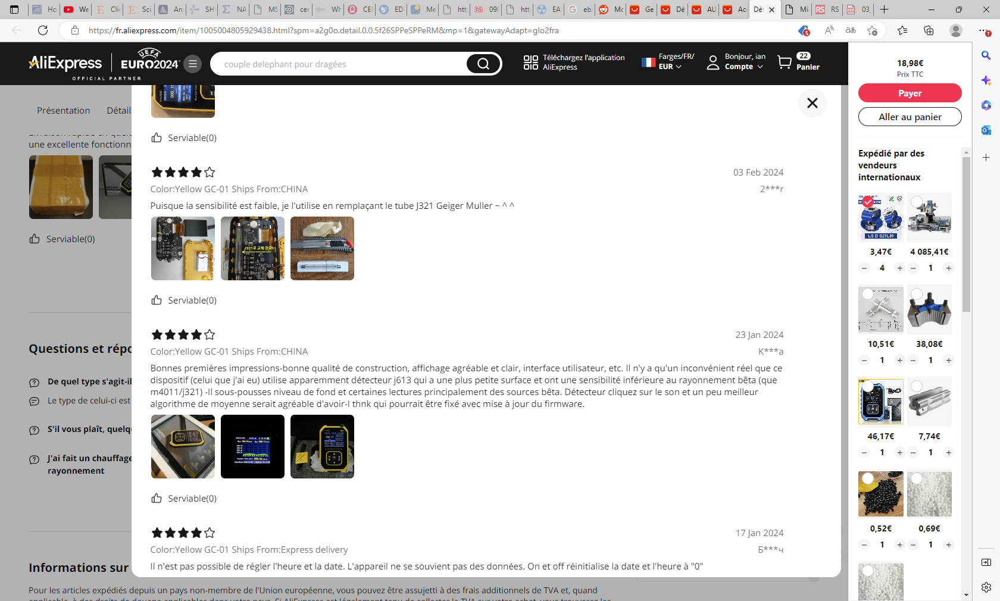 Ho
We
Clic
Sci
An
SH
NA
MS
cer
Wh
CEI
ED
Me
htt
09(
htt
EA
eb
Mc
Ge
Dé
AU
Acc
Dét
Mi
RS
03.
https://fr.aliexpress.com/item/1005004805929438.html?spm=a2g0o.detail.0.0.5f26SPPeSPPeRM&mp=1&gatewayAdapt=glo2fra
AliExpress
UEFA
EURO2024
OFFICIAL PARTNER
couple delephant pour dragées
Téléchargez l'application
AliExpress
Farges/FR/
EUR
Bonjour, ian
Compte
22
Panier
Présentation
Détail
une excellente fonctionn
Serviable(0)
Questions et répo
De quel type s'agit-il
Le type de celui-ci est
S'il vous plaît, quelqu
J'ai fait un chauffage
rayonnement
Informations sur
Pour les articles expédiés depuis un pays non-membre de l'Union européenne, vous pouvez être assujetti à des frais additionnels de TVA et, quand
Serviable(0)
03 Feb 2024
Color:Yellow GC-01 Ships From:CHINA
2***r
Puisque la sensibilité est faible, je l'utilise en remplaçant le tube J321 Geiger Muller ~ ^ ^
J321로 교체 완료
Serviable(0)
23 Jan 2024
Color:Yellow GC-01 Ships From:CHINA
K***a
Bonnes premières impressions-bonne qualité de construction, affichage agréable et clair, interface utilisateur, etc. Il n'y a qu'un inconvénient réel que ce
dispositif (celui que j'ai eu) utilise apparemment détecteur j613 qui a une plus petite surface et ont une sensibilité inférieure au rayonnement bêta (que
m4011/j321) -Il sous-pousses niveau de fond et certaines lectures principalement des sources bêta. Détecteur cliquez sur le son et un peu meilleur
algorithme de moyenne serait agréable d'avoir-I thnk qui pourrait être fixé avec mise à jour du firmware.
Serviable(0)
17 Jan 2024
Color:Yellow GC-01 Ships From:Express delivery
Б***ч
Il n'est pas possible de régler l'heure et la date. L'appareil ne se souvient pas des données. On et off réinitialise la date et l'heure à "0"
18,98€
Prix TTC
Payer
Aller au panier
Expédié par des
vendeurs
internationaux
3,47€
4 085,41€
4
1
10,51€
38,08€
1
1
46,17€
7,74€
1
1
0,52€
0,69€
1
1